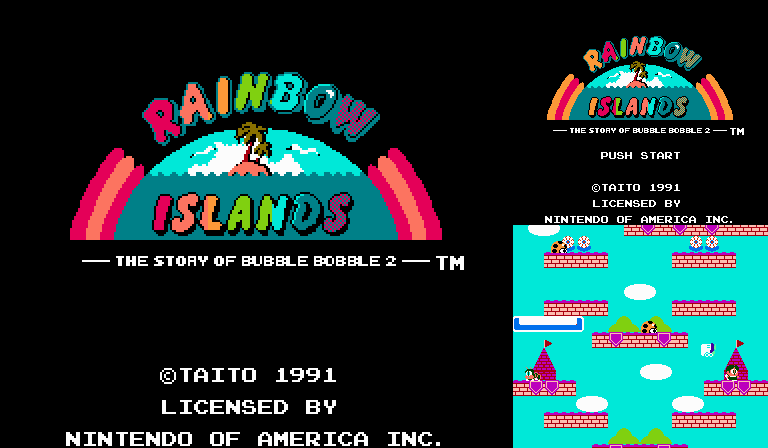 RAINBOW
ISLANDS
THE STORY OF BUBBLE BOBBLE 2 TM
©TAITO 1991
LICENSED BY
NINTENDO OF AMERICA INC.
RAINBOW
ISLANDS
THE STORY OF BUBBLE BOBBLE 2 TM
PUSH START
©TAITO 1991
LICENSED BY
NINTENDO OF AMERICA INC.